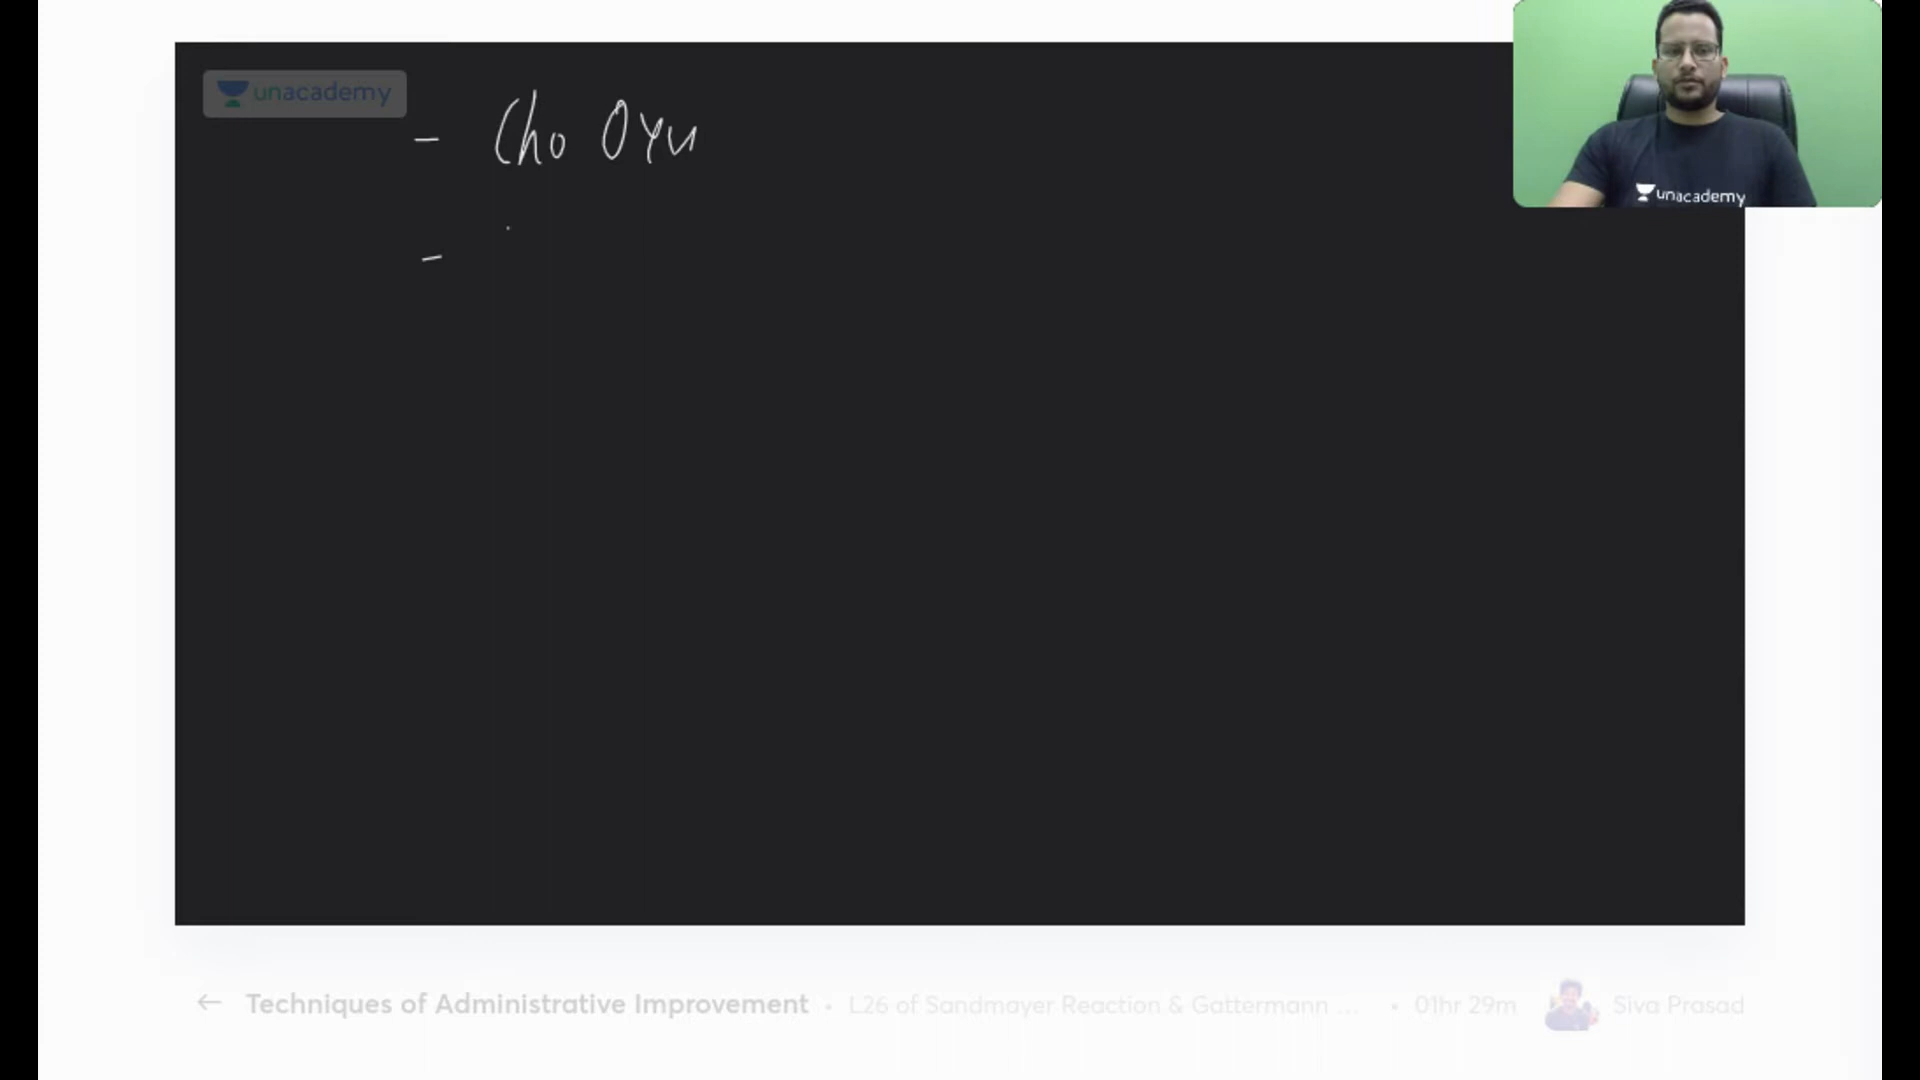 unacademy
- Cho Oyu
-
unacademy
← Techniques of Administrative Improvement • L26 of Sandmayer Reaction & Gattermann ... • 01hr 29m Siva Prasad